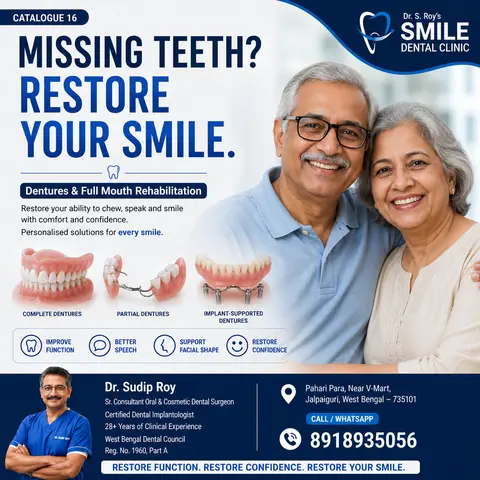 CATALOGUE 16
Dr. S. Roy's
SMILE
DENTAL CLINIC
MISSING TEETH?
RESTORE
YOUR SMILE.
Dentures & Full Mouth Rehabilitation
Restore your ability to chew, speak and smile
with comfort and confidence.
Personalised solutions for every smile.
COMPLETE DENTURES
PARTIAL DENTURES
IMPLANT-SUPPORTED
DENTURES
IMPROVE
FUNCTION
BETTER
SPEECH
SUPPORT
FACIAL SHAPE
RESTORE
CONFIDENCE
Dr. Sudip Roy
Sr. Consultant Oral & Cosmetic Dental Surgeon
Certified Dental Implantologist
28+ Years of Clinical Experience
West Bengal Dental Council
Reg. No. 1960, Part A
Pahari Para, Near V-Mart,
Jalpaiguri, West Bengal – 735101
CALL / WHATSAPP
8918935056
RESTORE FUNCTION. RESTORE CONFIDENCE. RESTORE YOUR SMILE.